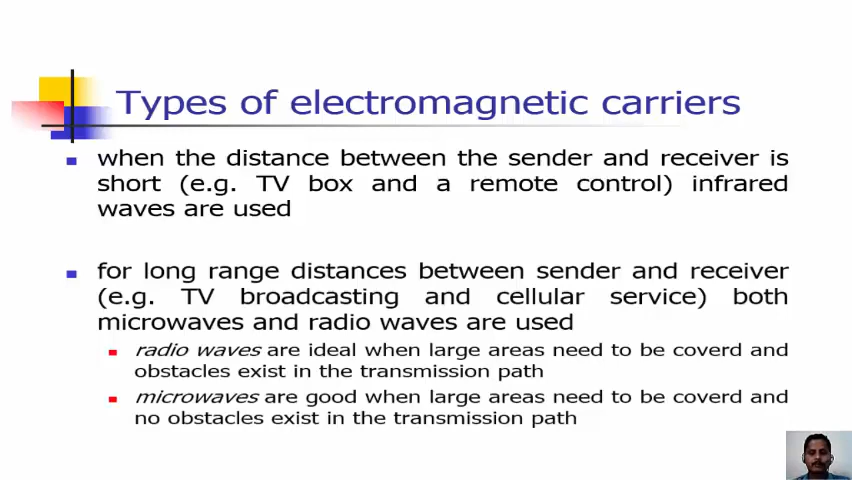 Types of electromagnetic carriers
when the distance between the sender and receiver is
short (e.g. TV box and a remote control) infrared
waves are used
for long range distances between sender and receiver
(e.g. TV broadcasting and cellular service) both
microwaves and radio waves are used
radio waves are ideal when large areas need to be coverd and
obstacles exist in the transmission path
microwaves are good when large areas need to be coverd and
no obstacles exist in the transmission path